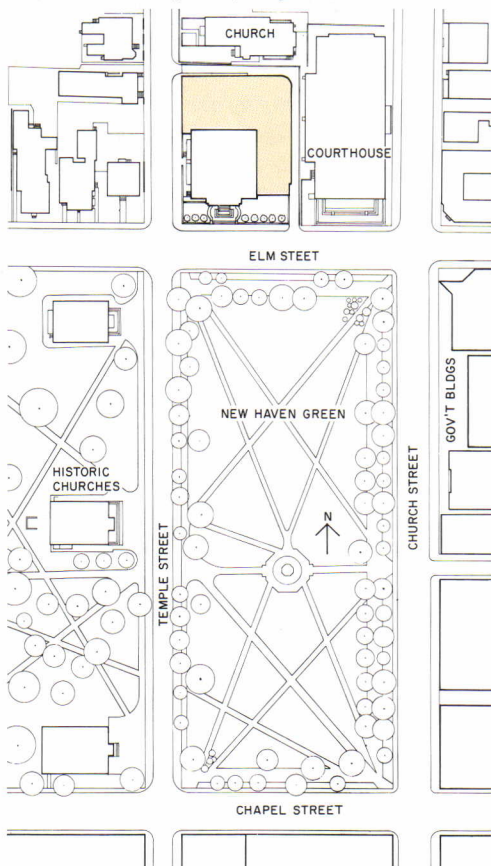 CHURCH
COURTHOUSE
ELM STEET
NEW HAVEN GREEN
GOV'T BLDGS
HISTORIC
CHURCHES
N
CHURCH STREET
TEMPLE STREET
CHAPEL STREET